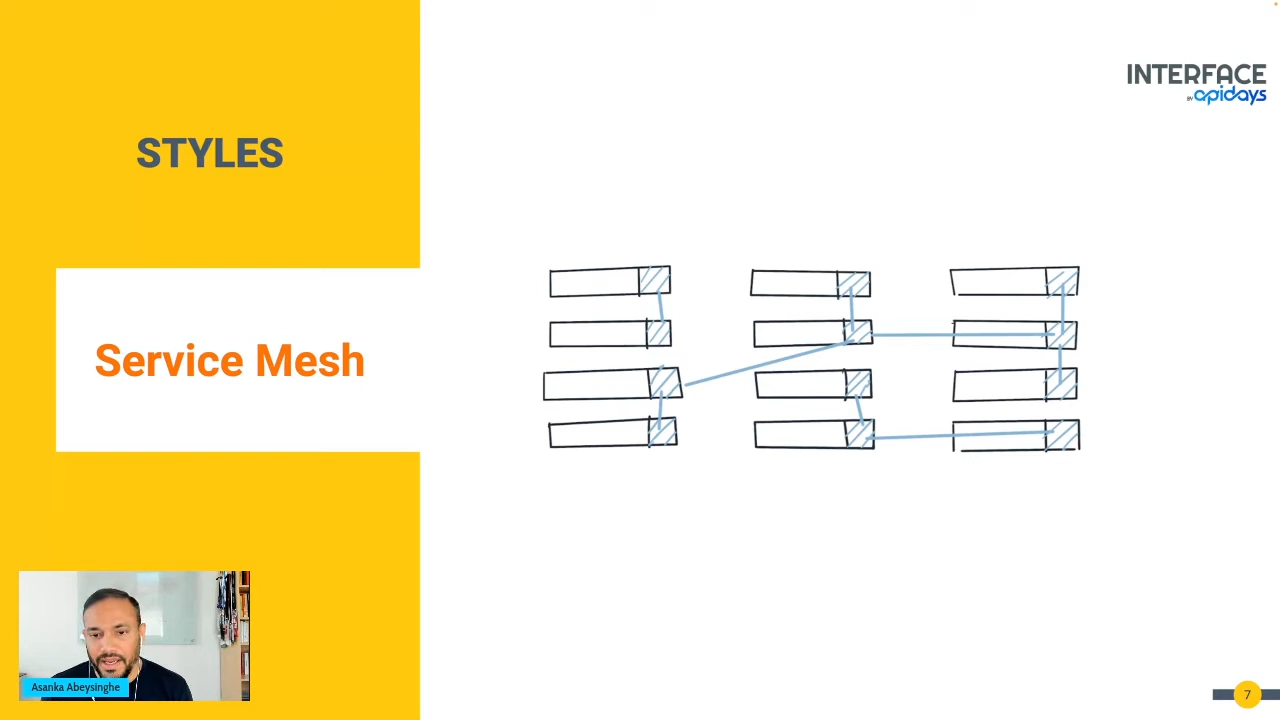 STYLES
Service Mesh
INTERFACE
BY apidays
Asanka Abeysinghe
7